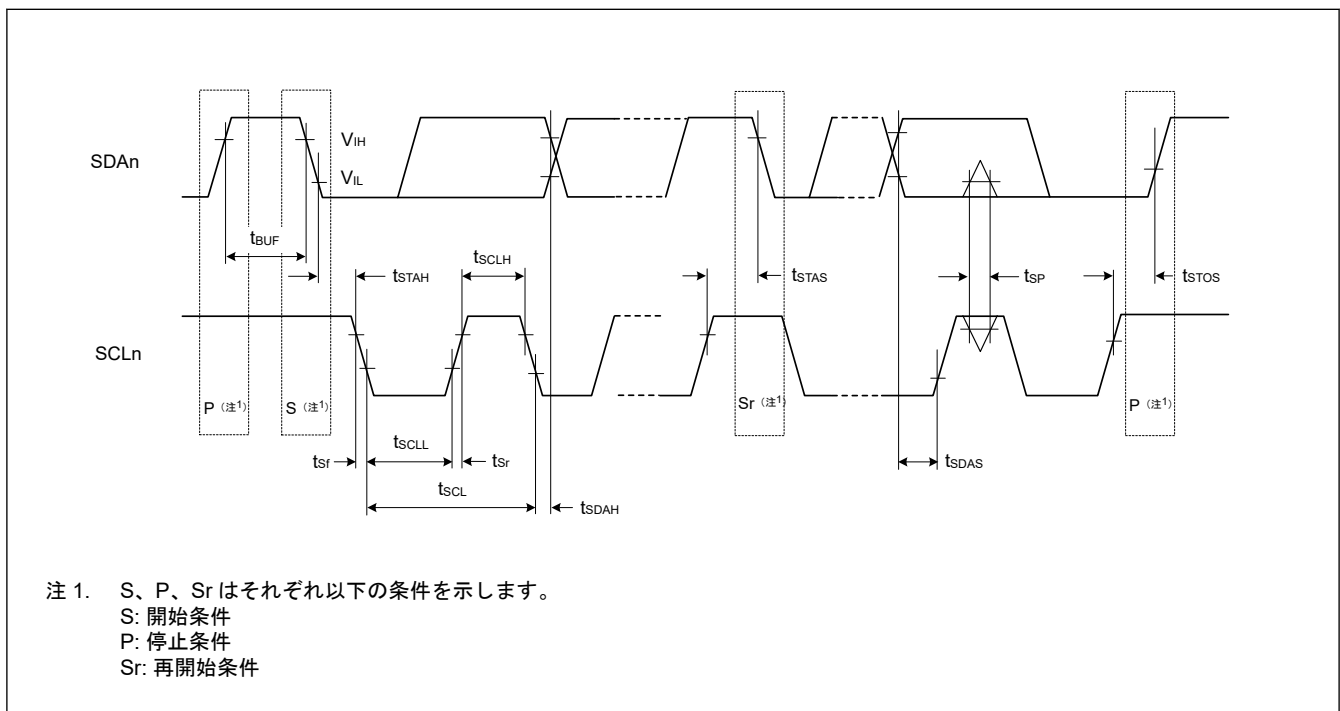 SDAn
VIH
VIL
tBUF
tSTAH
tSCLH
tSTAS
tSP
tSTOS
SCLn
P（注1）
S（注1）
Sr（注1）
P（注1）
tSf
tSCLL
tSr
tSCL
tSDAH
tSDAS
注 1. S、P、Sr はそれぞれ以下の条件を示します。
S: 開始条件
P: 停止条件
Sr: 再開始条件